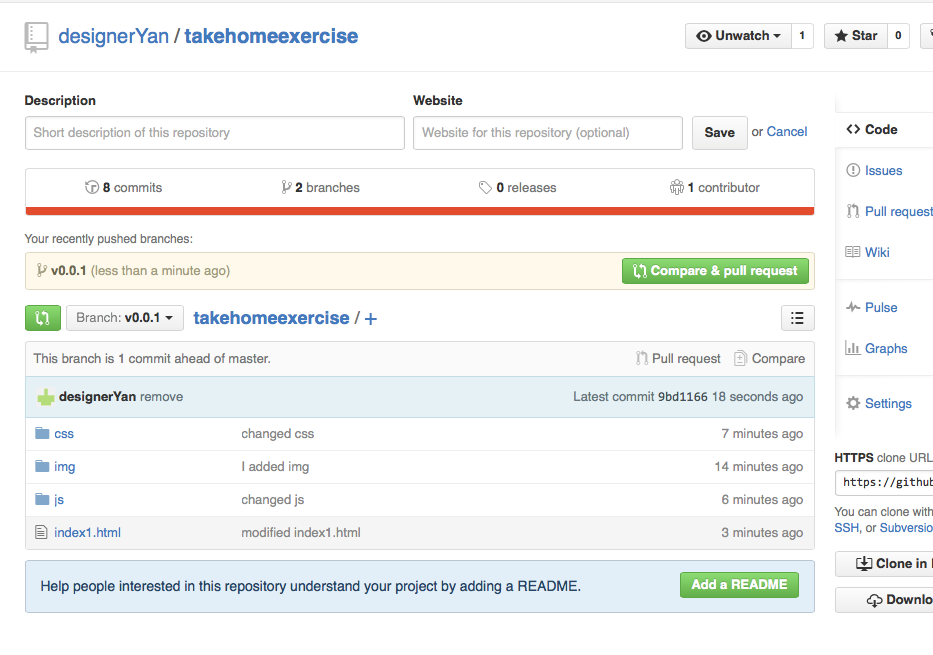 designerYan / takehomeexercise
Unwatch 1 Star 0
Description Website
Short description of this repository Website for this repository (optional) Save or Cancel
8 commits 2 branches 0 releases 1 contributor
Your recently pushed branches:
v0.0.1 (less than a minute ago) Compare & pull request
Branch: v0.0.1 takehomeexercise / +
This branch is 1 commit ahead of master. Pull request Compare
designerYan remove Latest commit 9bd1166 18 seconds ago
css changed css 7 minutes ago
img I added img 14 minutes ago
js changed js 6 minutes ago
index1.html modified index1.html 3 minutes ago
Help people interested in this repository understand your project by adding a README. Add a README
Code
Issues
Pull request
Wiki
Pulse
Graphs
Settings
HTTPS clone URL
https://github
You can clone with
SSH, or Subversio
Clone in
Downlo